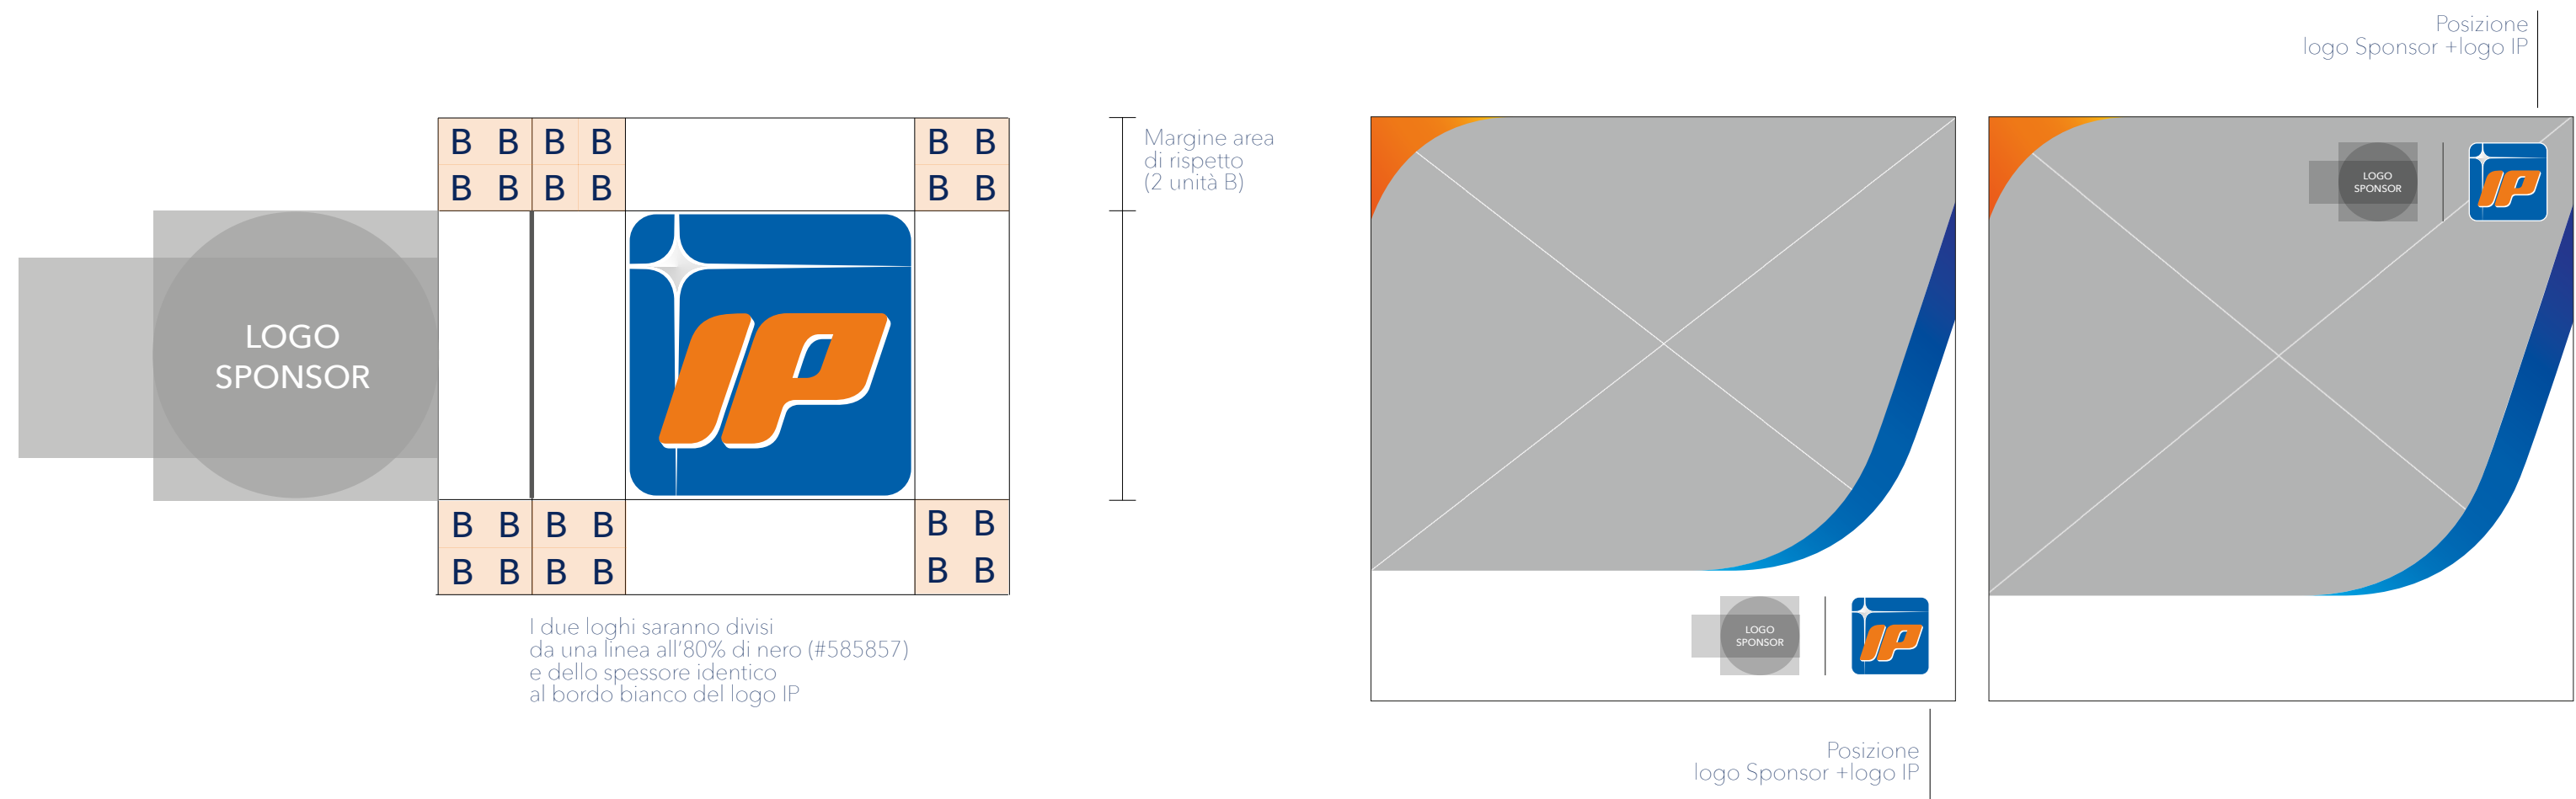 B B B B
B B B B
B B
B B
LOGO
SPONSOR
IP
B B B B
B B B B
B B
B B
I due loghi saranno divisi
da una linea all'80% di nero (#585857)
e dello spessore identico
al bordo bianco del logo IP
Margine area
di rispetto
(2 unità B)
LOGO
SPONSOR
IP
Posizione
logo Sponsor +logo IP
Posizione
logo Sponsor +logo IP
LOGO
SPONSOR
IP